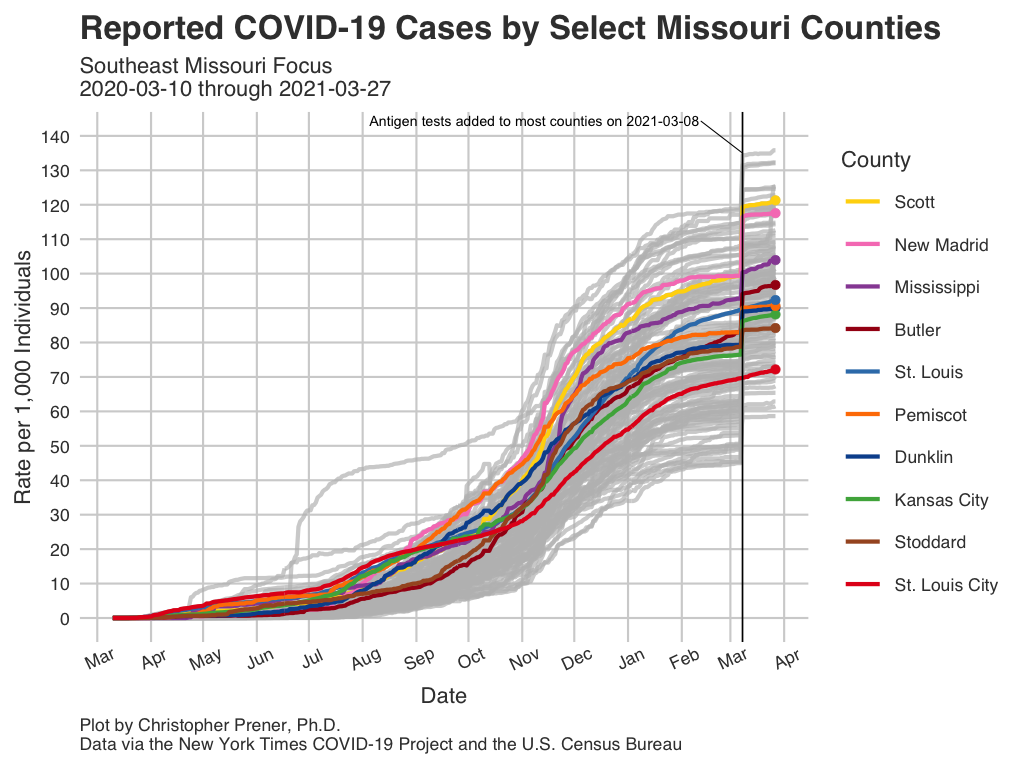 Reported COVID-19 Cases by Select Missouri Counties
Southeast Missouri Focus
2020-03-10 through 2021-03-27
Antigen tests added to most counties on 2021-03-08
Rate per 1,000 Individuals
140
130
120
110
100
90
80
70
60
50
40
30
20
10
0
Mar Apr May Jun Jul Aug Sep Oct Nov Dec Jan Feb Mar Apr
Date
County
Scott
New Madrid
Mississippi
Butler
St. Louis
Pemiscot
Dunklin
Kansas City
Stoddard
St. Louis City
Plot by Christopher Prener, Ph.D.
Data via the New York Times COVID-19 Project and the U.S. Census Bureau